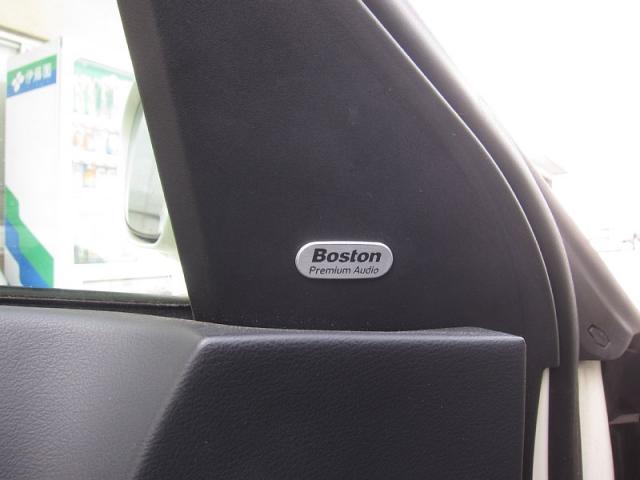 伊藤園
Boston
Premium Audio